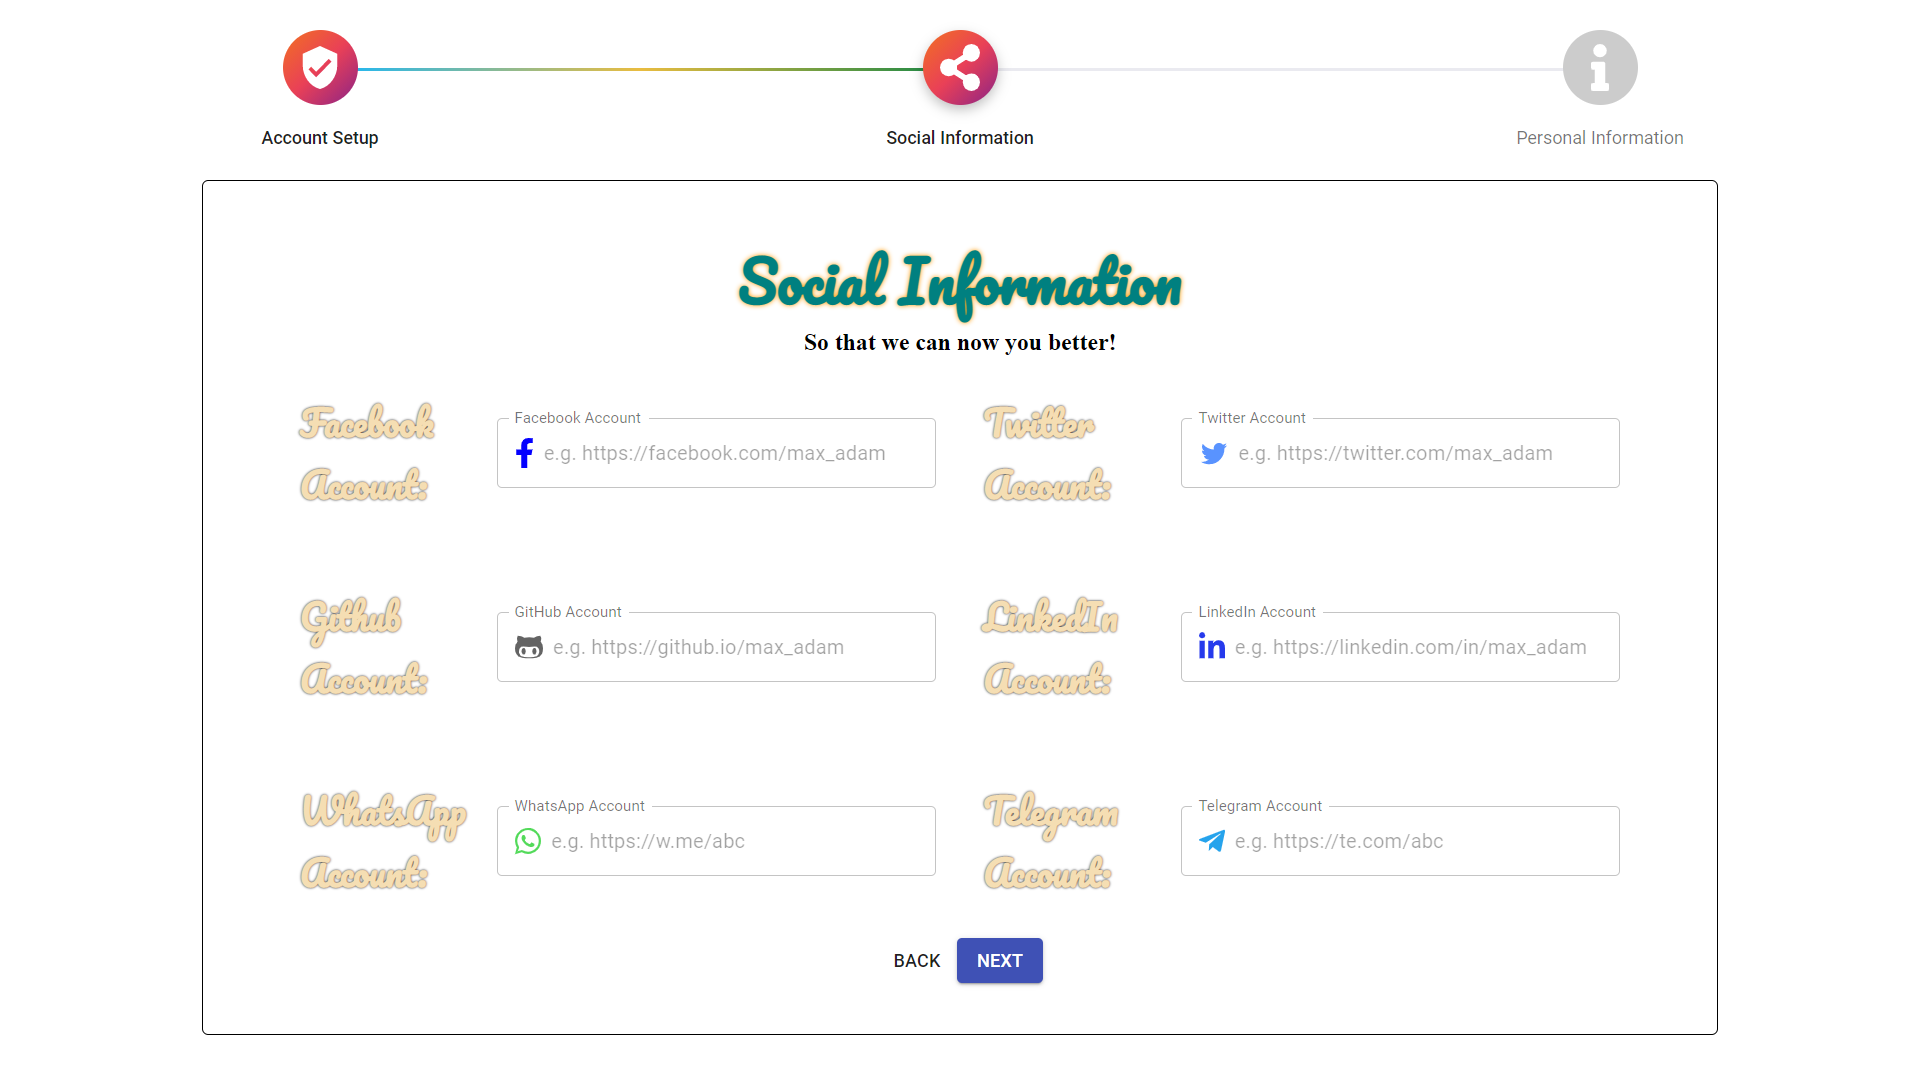 Account Setup
Social Information
Personal Information
Social Information
So that we can now you better!
Facebook
Account:
Facebook Account
e.g. https://facebook.com/max_adam
Twitter
Account:
Twitter Account
e.g. https://twitter.com/max_adam
Github
Account:
GitHub Account
e.g. https://github.io/max_adam
LinkedIn
Account:
LinkedIn Account
e.g. https://linkedin.com/in/max_adam
WhatsApp
Account:
WhatsApp Account
e.g. https://w.me/abc
Telegram
Account:
Telegram Account
e.g. https://te.com/abc
BACK
NEXT